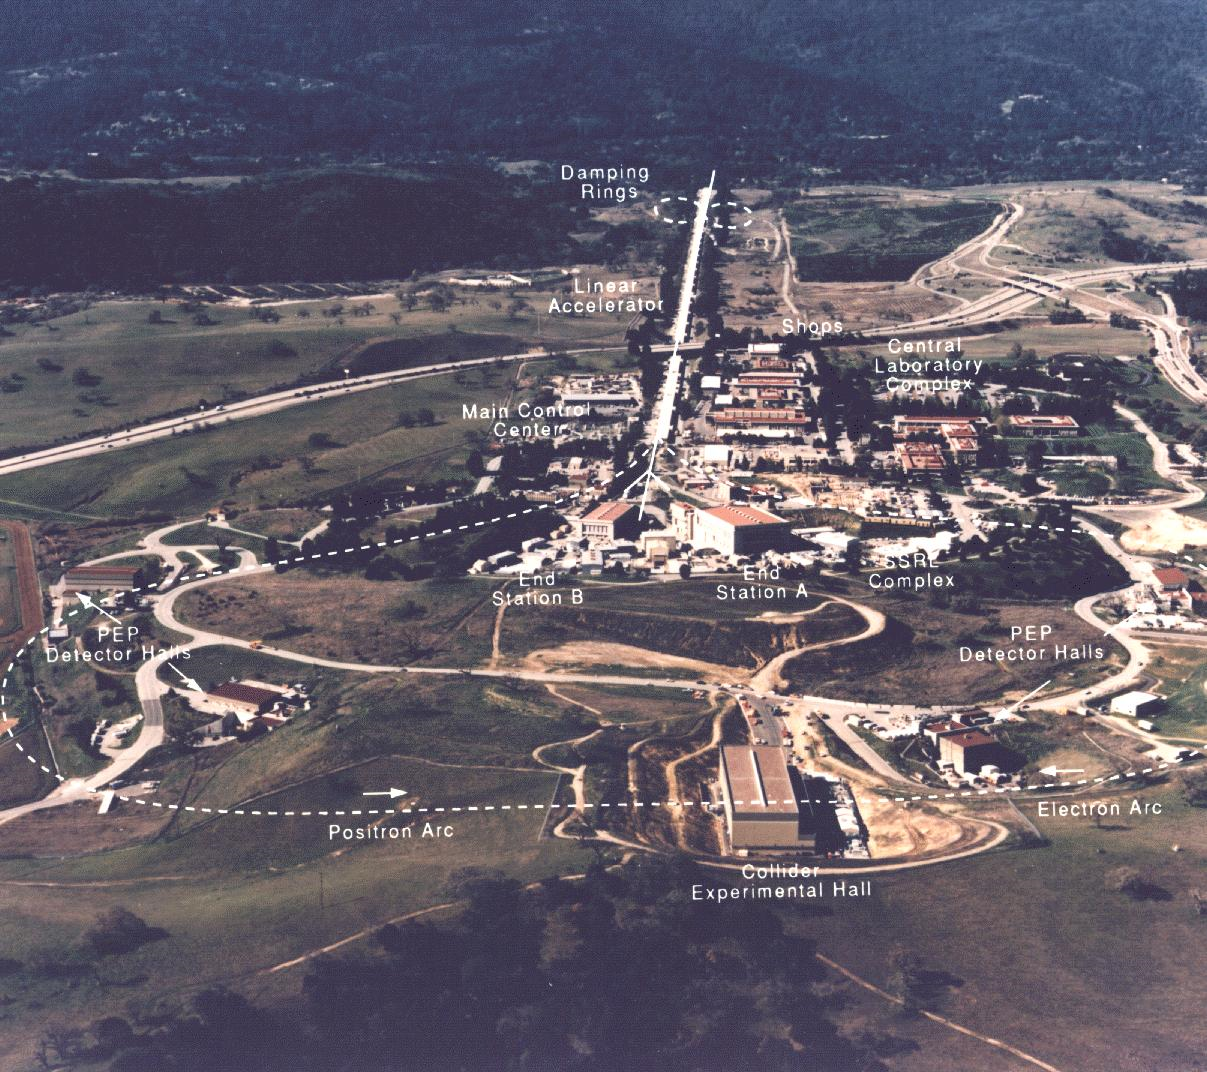 Damping
Rings
Linear
Accelerator
Shops
Central
Laboratory
Complex
Main Control
Center
End
Station B
End
Station A
SSRL
Complex
PEP
Detector Halls
PEP
Detector Halls
Positron Arc
Electron Arc
Collider
Experimental Hall